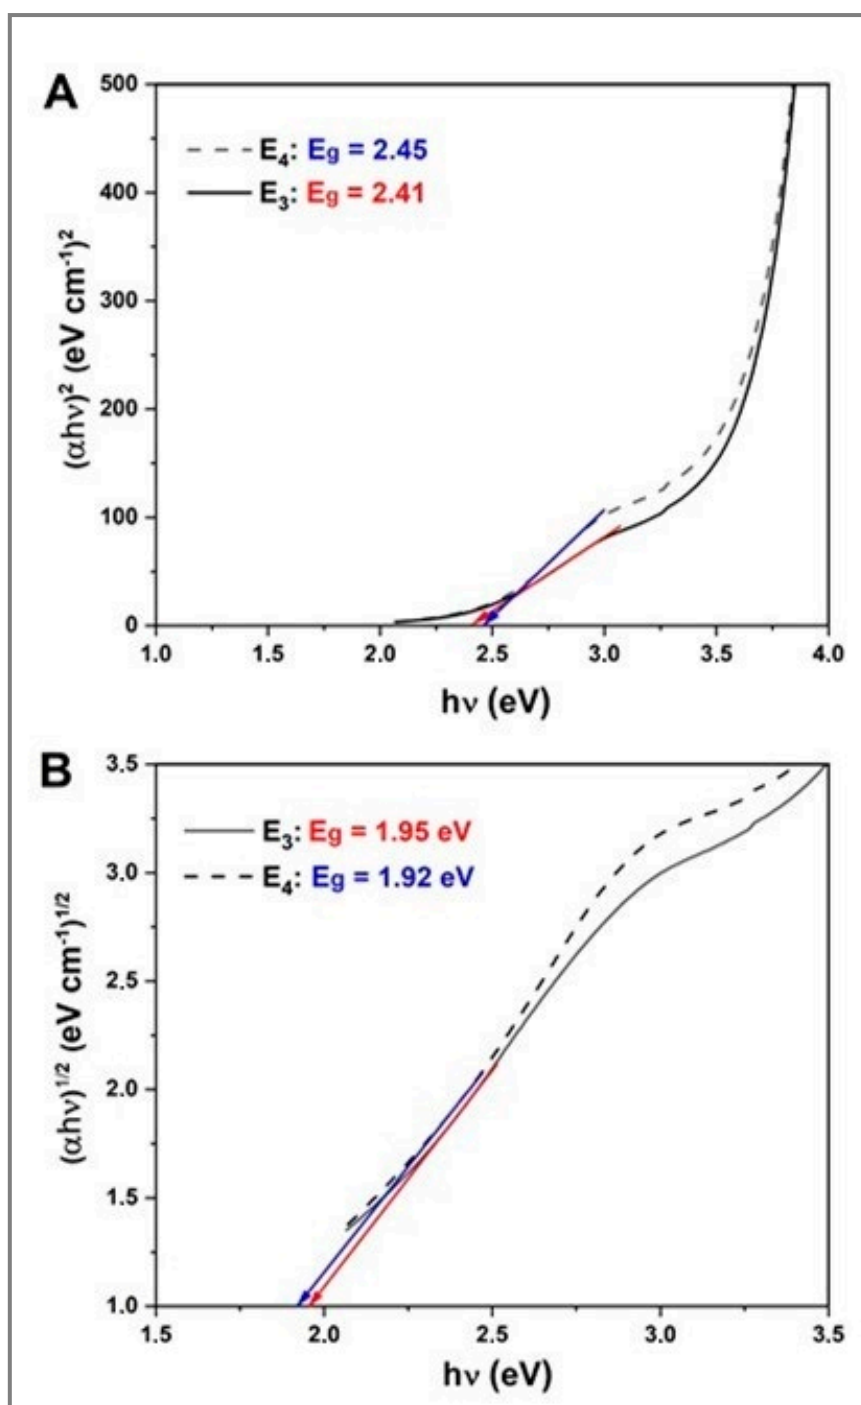 A
500
E₄: Eg = 2.45
E₃: Eg = 2.41
400
300
200
100
0
(αhν)² (eV cm⁻¹)²
1.0 1.5 2.0 2.5 3.0 3.5 4.0
hν (eV)
B
3.5
E₃: Eg = 1.95 eV
E₄: Eg = 1.92 eV
3.0
2.5
2.0
1.5
1.0
(αhν)¹/² (eV cm⁻¹)¹/²
1.5 2.0 2.5 3.0 3.5
hν (eV)